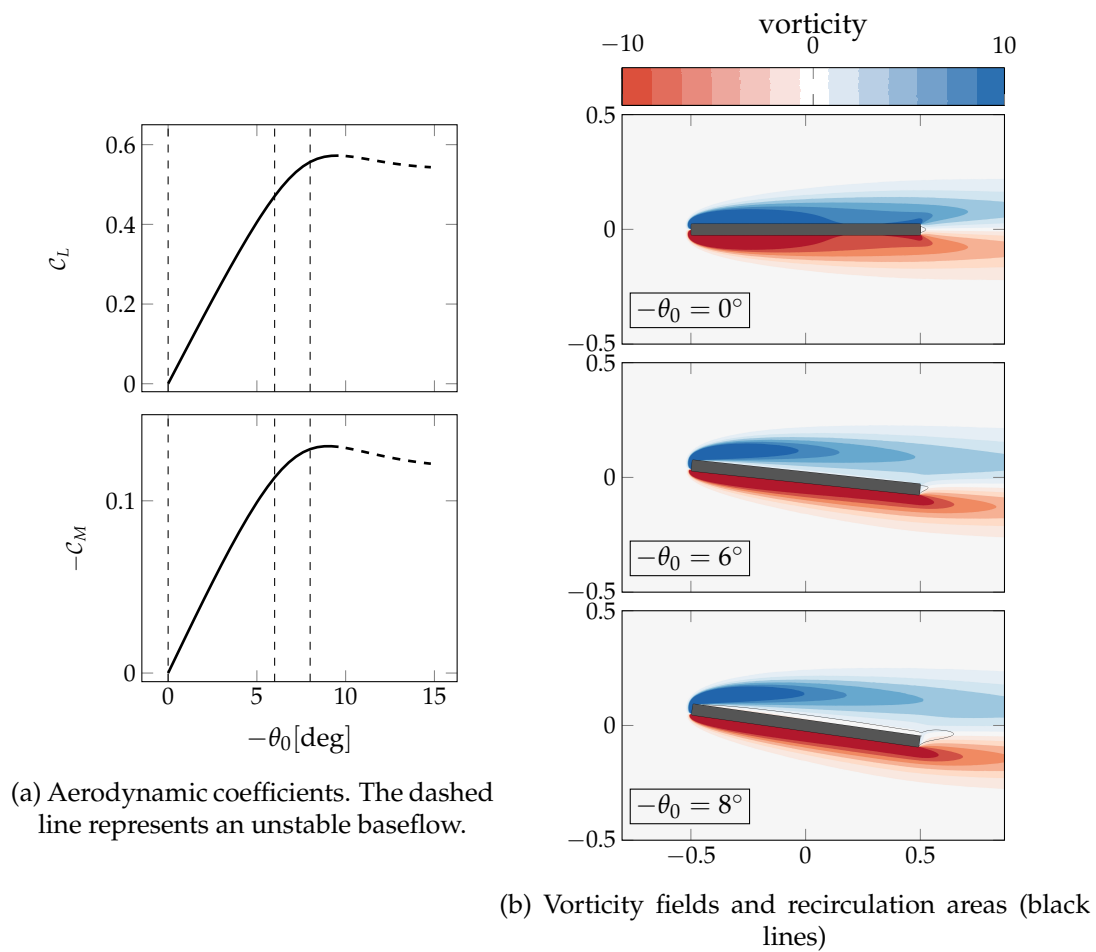 0.6
0.4
0.2
0
C_L
0.1
0
−C_M
0 5 10 15
−θ₀[deg]
(a) Aerodynamic coefficients. The dashed
line represents an unstable baseflow.
vorticity
−10 0 10
0.5
0
−0.5
−θ₀ = 0°
0.5
0
−0.5
−θ₀ = 6°
0.5
0
−0.5
−θ₀ = 8°
−0.5 0 0.5
(b) Vorticity fields and recirculation areas (black
lines)